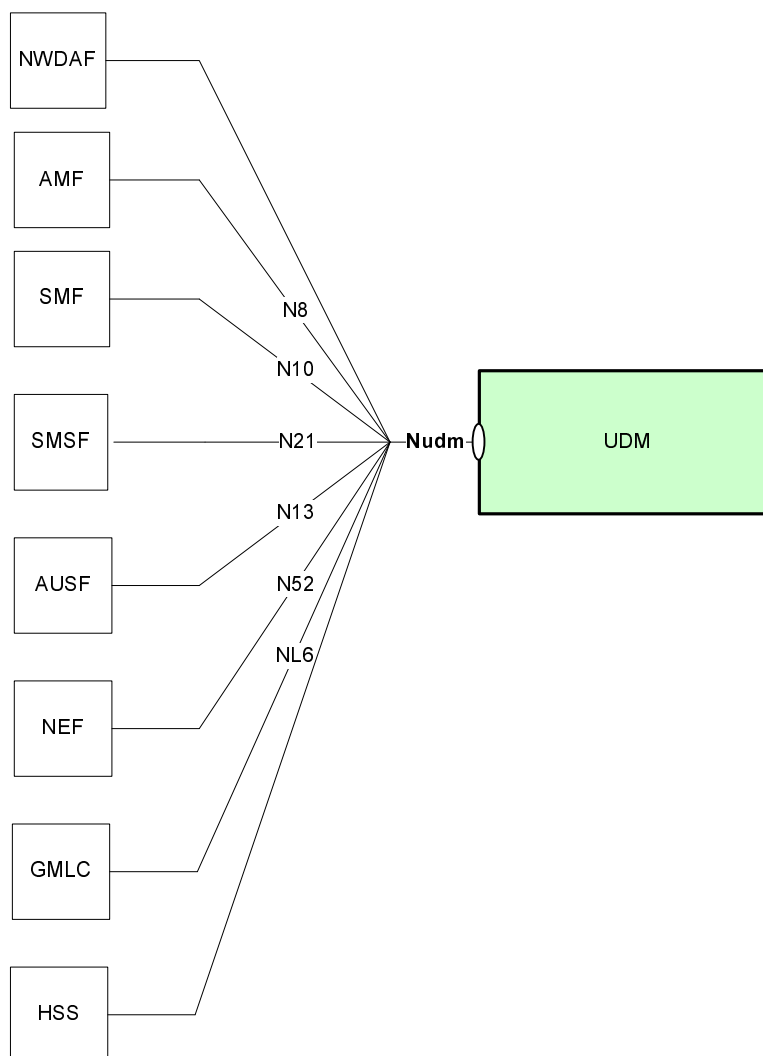 NWDAF
AMF
SMF
N8
N10
SMSF
N21
Nudm
UDM
N13
AUSF
N52
NL6
NEF
GMLC
HSS